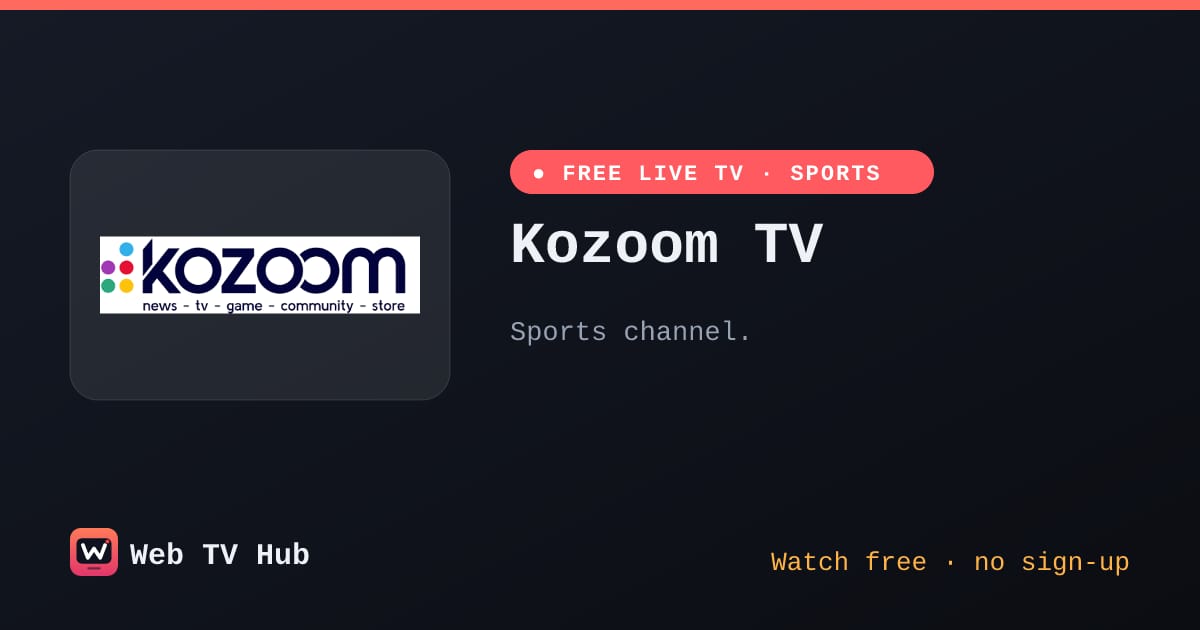 kozoom
news - tv - game - community - store
● FREE LIVE TV · SPORTS
Kozoom TV
Sports channel.
W
Web TV Hub
Watch free · no sign-up